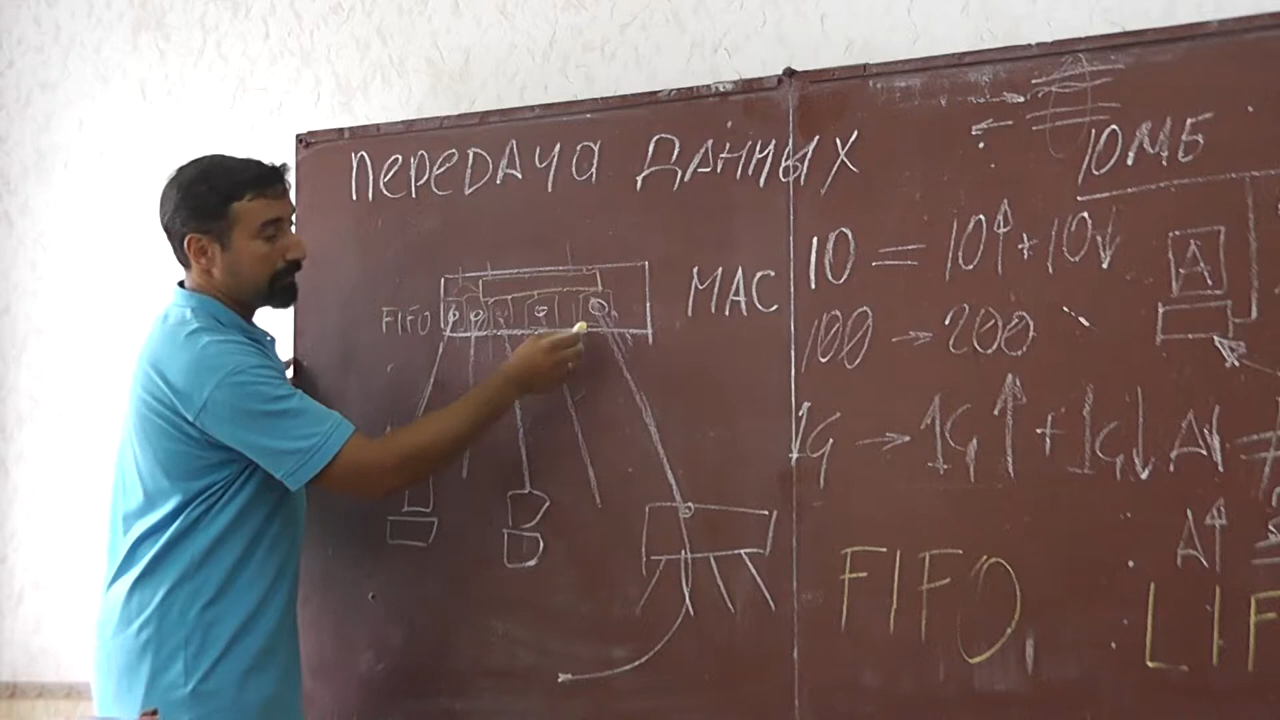 передача данных
10МБ
MAC
10 = 10↑ + 10↓
A
FIFO
100 → 200
1G → 1G↑ + 1G↓ A↓
A↑
FIFO, LIF